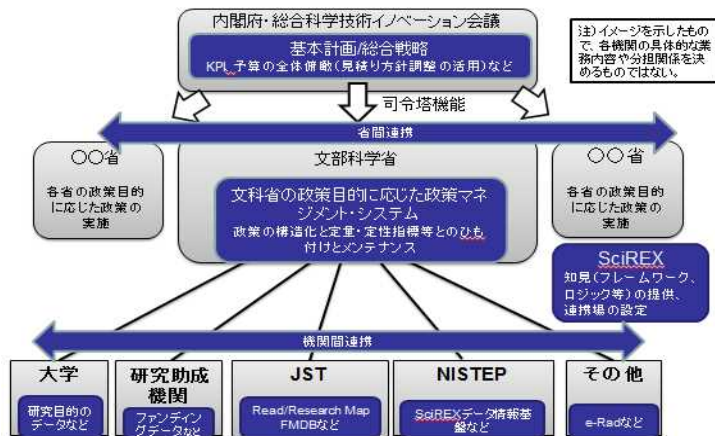 内閣府・総合科学技術イノベーション会議
基本計画/総合戦略
KPI、予算の全体俯瞰(見積り方針調整の活用)など
注)イメージを示したもの
で、各機関の具体的な業
務内容や分担関係を決
めるものではない。
司令塔機能
省間連携
〇〇省
各省の政策目的
に応じた政策の
実施
文部科学省
文科省の政策目的に応じた政策マネ
ジメント・システム
政策の構造化と定量・定性指標等とのひも
付けとメンテナンス
〇〇省
各省の政策目的
に応じた政策の
実施
SciREX
知見(フレームワーク、
ロジック等)の提供、
連携場の設定
機関間連携
大学
研究目的の
データなど
研究助成
機関
ファンディン
グデータなど
JST
Read/Research Map
FMDBなど
NISTEP
SciREXデータ情報基
盤など
その他
e-Radなど